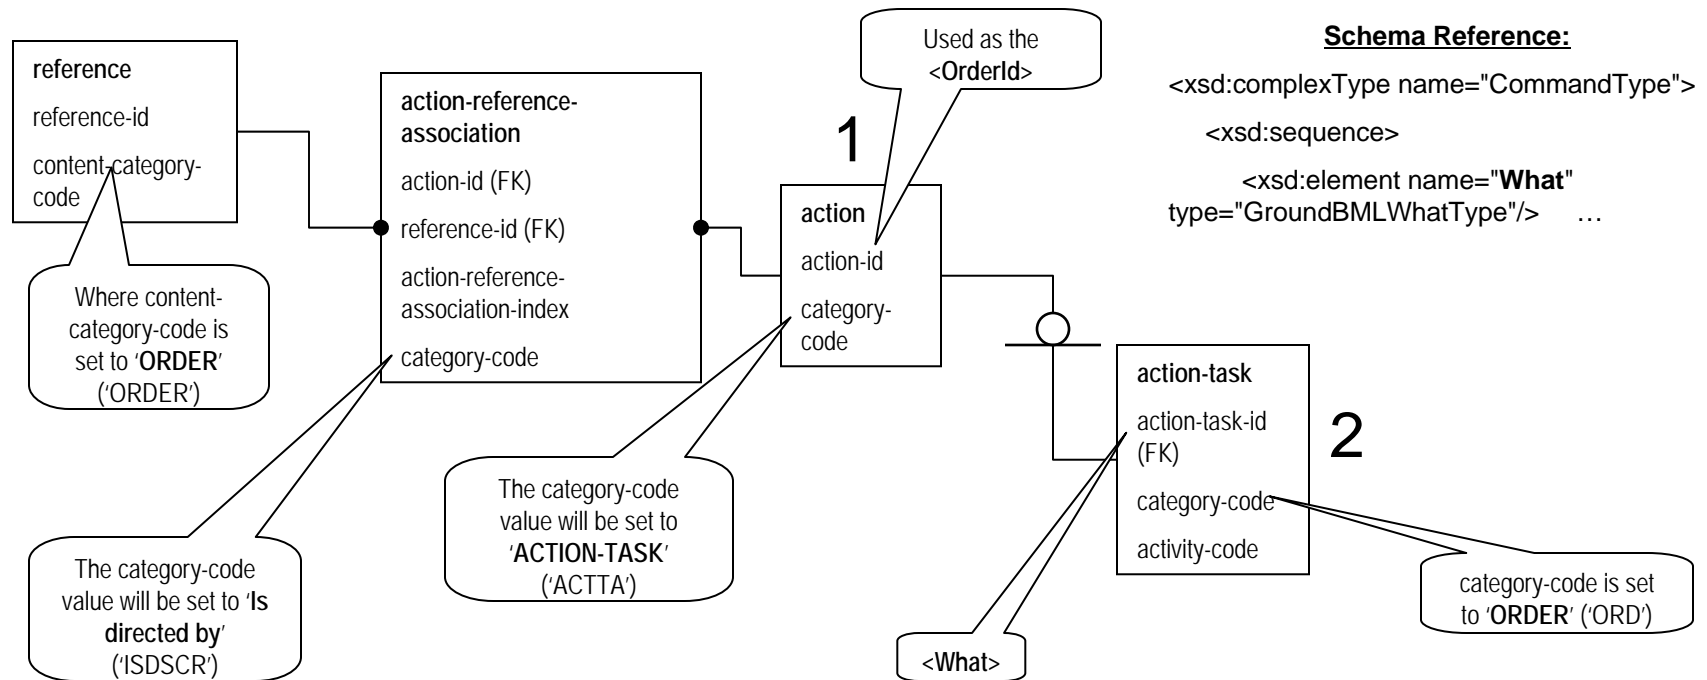 reference
reference-id
content-category-
code
Where content-
category-code is
set to ‘ORDER’
(‘ORDER’)
action-reference-
association
action-id (FK)
reference-id (FK)
action-reference-
association-index
category-code
The category-code
value will be set to ‘Is
directed by’
(‘ISDSCR’)
Used as the
<OrderId>
1
action
action-id
category-
code
The category-code
value will be set to
‘ACTION-TASK’
(‘ACTTA’)
Schema Reference:
<xsd:complexType name="CommandType">
<xsd:sequence>
<xsd:element name="What"
type="GroundBMLWhatType"/> …
action-task
action-task-id
(FK)
category-code
activity-code
2
<What>
category-code is set
to ‘ORDER’ (‘ORD’)